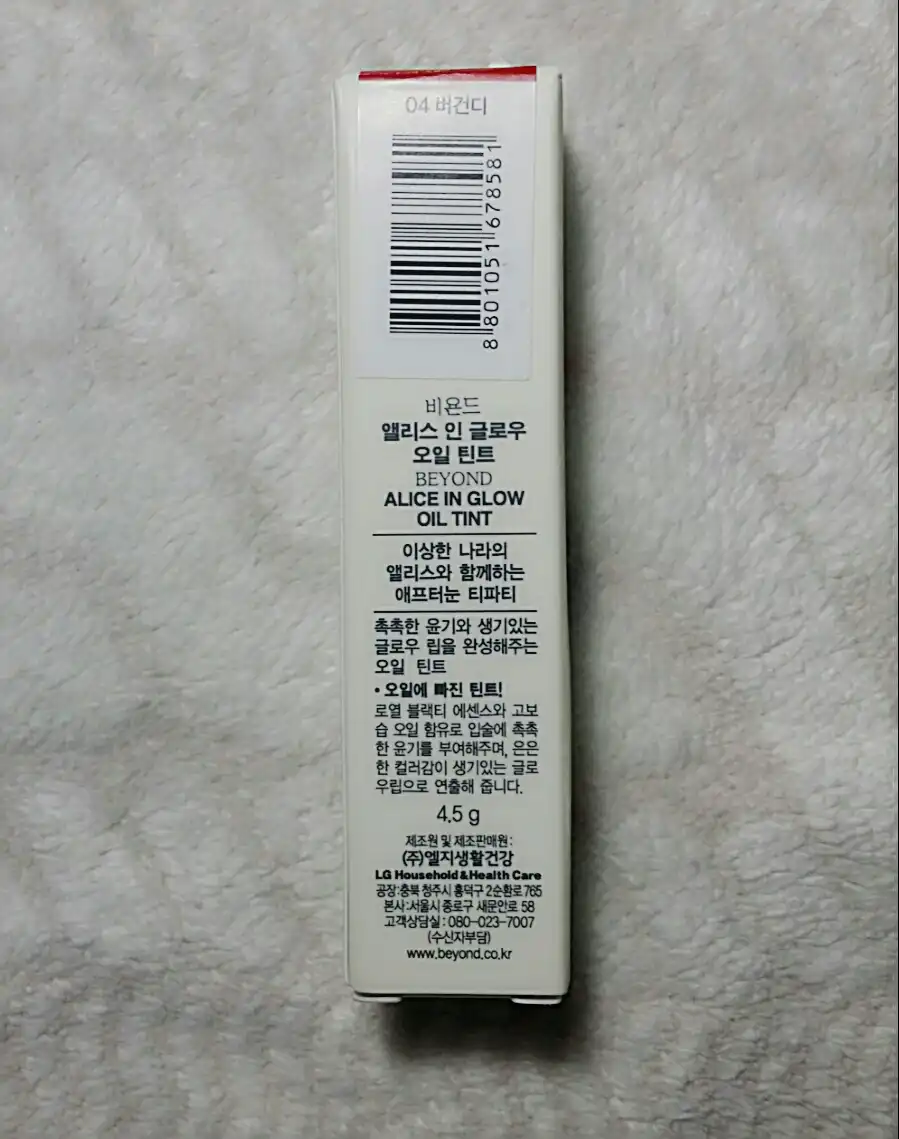 04 버건디
8 801051 678581
비욘드
앨리스 인 글로우
오일 틴트
BEYOND
ALICE IN GLOW
OIL TINT
이상한 나라의
앨리스와 함께하는
애프터눈 티파티
촉촉한 윤기와 생기있는
글로우 립을 완성해주는
오일 틴트
• 오일에 빠진 틴트!
로열 블랙티 에센스와 고보
습 오일 함유로 입술에 촉촉
한 윤기를 부여해주며, 은은
한 컬러감이 생기있는 글로
우립으로 연출해 줍니다.
4.5 g
제조원 및 제조판매원 :
(주)엘지생활건강
LG Household & Health Care
공장:충북 청주시 흥덕구 2순환로 765
본사:서울시 종로구 새문안로 58
고객상담실 : 080-023-7007
(수신자부담)
www.beyond.co.kr